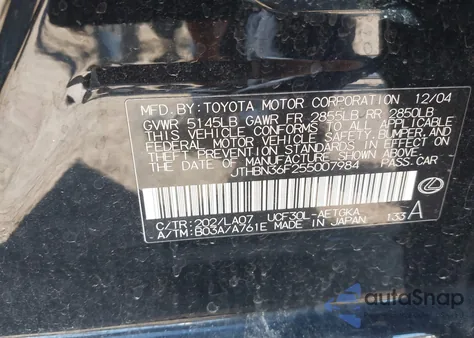 MFD. BY: TOYOTA MOTOR CORPORATION 12/04
GVWR 5145LB GAWR FR 2855LB RR 2850LB
THIS VEHICLE CONFORMS TO ALL APPLICABLE
FEDERAL MOTOR VEHICLE SAFETY, BUMPER, AND
THEFT PREVENTION STANDARDS IN EFFECT ON
THE DATE OF MANUFACTURE SHOWN ABOVE.
JTHBN36F255007984 PASS. CAR
C/TR: 202/LA07 UCF30L-AETGKA
A/TM: B03A/A761E MADE IN JAPAN 133 A
autoSnap